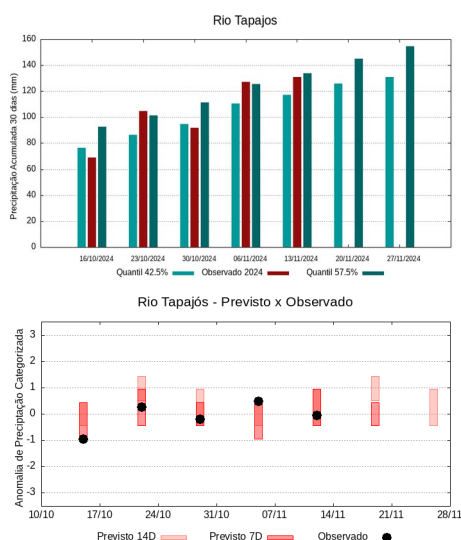 Rio Tapajos
Precipitação Acumulada 30 dias (mm)
160
140
120
100
80
60
40
20
0
16/10/2024 23/10/2024 30/10/2024 06/11/2024 13/11/2024 20/11/2024 27/11/2024
Quantil 42.5% Observado 2024 Quantil 57.5%
Rio Tapajós - Previsto x Observado
Anomalia de Precipitação Categorizada
3
2
1
0
-1
-2
-3
10/10 17/10 24/10 31/10 07/11 14/11 21/11 28/11
Previsto 14D Previsto 7D Observado